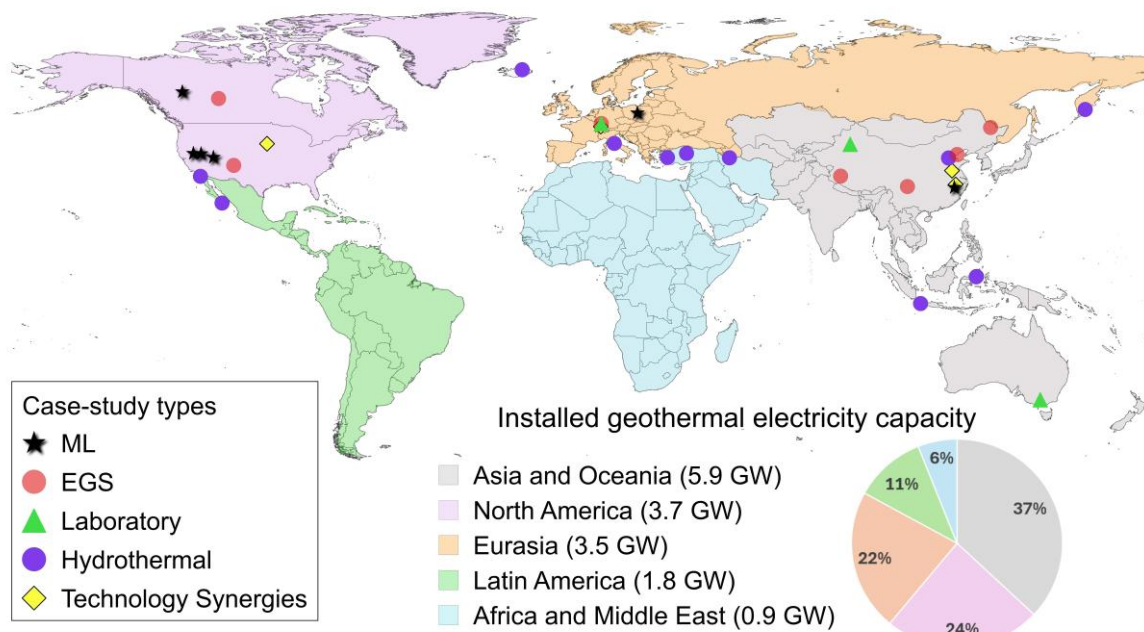 Case-study types
ML
EGS
Laboratory
Hydrothermal
Technology Synergies
Installed geothermal electricity capacity
Asia and Oceania (5.9 GW)
North America (3.7 GW)
Eurasia (3.5 GW)
Latin America (1.8 GW)
Africa and Middle East (0.9 GW)
6%
11%
37%
22%
24%